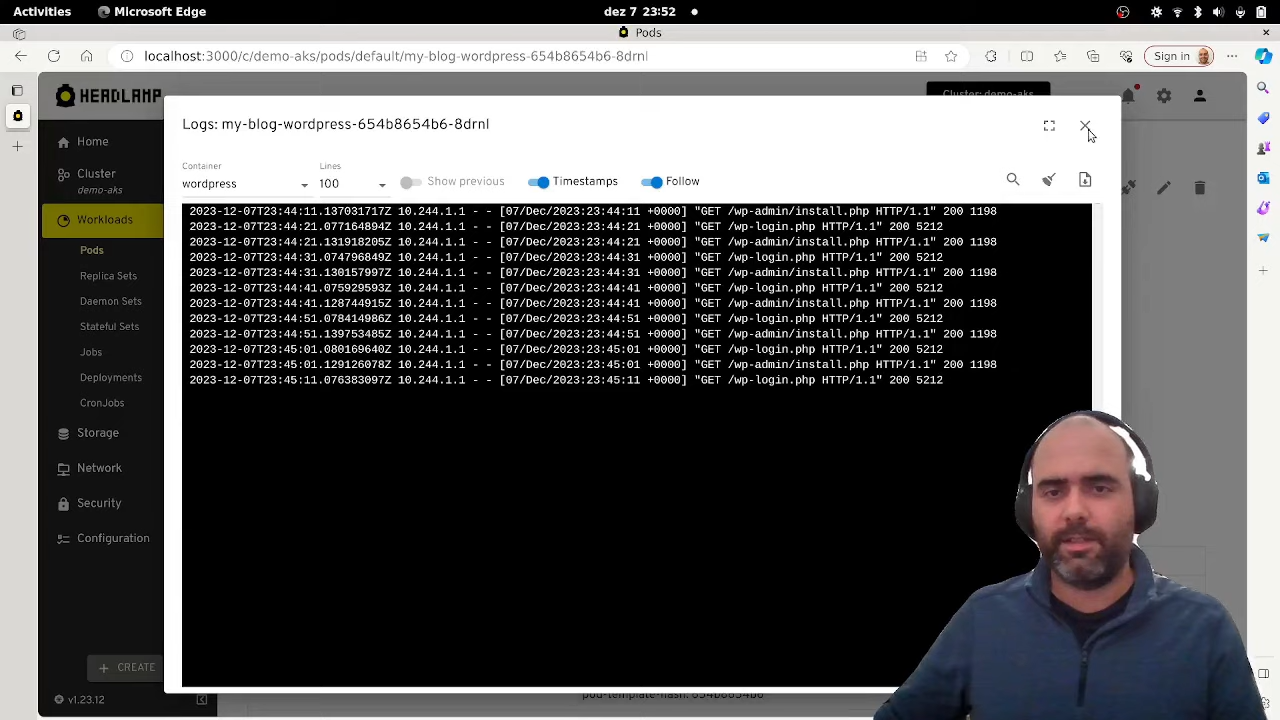 Activities Microsoft Edge dez 7 23:52
Pods
localhost:3000/c/demo-aks/pods/default/my-blog-wordpress-654b8654b6-8drnl Sign in
HEADLAMP
Cluster: demo-aks
Home
Cluster
demo-aks
Workloads
Pods
Replica Sets
Daemon Sets
Stateful Sets
Jobs
Deployments
CronJobs
Storage
Network
Security
Configuration
CREATE
v1.23.12
Logs: my-blog-wordpress-654b8654b6-8drnl
Container Lines
wordpress 100 Show previous Timestamps Follow
2023-12-07T23:44:11.137031717Z 10.244.1.1 - - [07/Dec/2023:23:44:11 +0000] "GET /wp-admin/install.php HTTP/1.1" 200 1198
2023-12-07T23:44:21.077164894Z 10.244.1.1 - - [07/Dec/2023:23:44:21 +0000] "GET /wp-login.php HTTP/1.1" 200 5212
2023-12-07T23:44:21.131918205Z 10.244.1.1 - - [07/Dec/2023:23:44:21 +0000] "GET /wp-admin/install.php HTTP/1.1" 200 1198
2023-12-07T23:44:31.074796849Z 10.244.1.1 - - [07/Dec/2023:23:44:31 +0000] "GET /wp-login.php HTTP/1.1" 200 5212
2023-12-07T23:44:31.130157997Z 10.244.1.1 - - [07/Dec/2023:23:44:31 +0000] "GET /wp-admin/install.php HTTP/1.1" 200 1198
2023-12-07T23:44:41.075929593Z 10.244.1.1 - - [07/Dec/2023:23:44:41 +0000] "GET /wp-login.php HTTP/1.1" 200 5212
2023-12-07T23:44:41.128744915Z 10.244.1.1 - - [07/Dec/2023:23:44:41 +0000] "GET /wp-admin/install.php HTTP/1.1" 200 1198
2023-12-07T23:44:51.078414986Z 10.244.1.1 - - [07/Dec/2023:23:44:51 +0000] "GET /wp-login.php HTTP/1.1" 200 5212
2023-12-07T23:44:51.139753485Z 10.244.1.1 - - [07/Dec/2023:23:44:51 +0000] "GET /wp-admin/install.php HTTP/1.1" 200 1198
2023-12-07T23:45:01.080169640Z 10.244.1.1 - - [07/Dec/2023:23:45:01 +0000] "GET /wp-login.php HTTP/1.1" 200 5212
2023-12-07T23:45:01.129126078Z 10.244.1.1 - - [07/Dec/2023:23:45:01 +0000] "GET /wp-admin/install.php HTTP/1.1" 200 1198
2023-12-07T23:45:11.076383097Z 10.244.1.1 - - [07/Dec/2023:23:45:11 +0000] "GET /wp-login.php HTTP/1.1" 200 5212
pod-template-hash: 654b8654b6